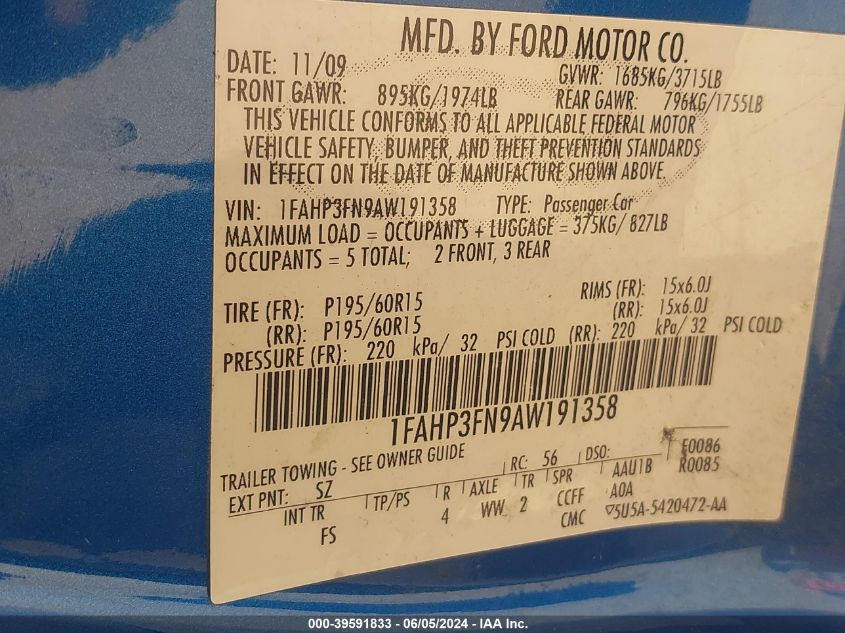 MFD. BY FORD MOTOR CO.
DATE: 11/09 GVWR: 1685KG/3715LB
FRONT GAWR: 895KG/1974LB REAR GAWR: 796KG/1755LB
THIS VEHICLE CONFORMS TO ALL APPLICABLE FEDERAL MOTOR
VEHICLE SAFETY, BUMPER, AND THEFT PREVENTION STANDARDS
IN EFFECT ON THE DATE OF MANUFACTURE SHOWN ABOVE.
VIN: 1FAHP3FN9AW191358 TYPE: Passenger Car
MAXIMUM LOAD = OCCUPANTS + LUGGAGE = 375KG/ 827LB
OCCUPANTS = 5 TOTAL; 2 FRONT, 3 REAR
TIRE (FR): P195/60R15 RIMS (FR): 15x6.0J
(RR): P195/60R15 (RR): 15x6.0J
PRESSURE (FR): 220 kPa/ 32 PSI COLD (RR): 220 kPa/ 32 PSI COLD
1FAHP3FN9AW191358
TRAILER TOWING - SEE OWNER GUIDE RC: 56 DSO: E0086
EXT PNT: SZ AAU1B R0085
INT TR TP/PS R AXLE TR SPR A0A
FS 4 WW 2 CCFF
CMC 5U5A-5420472-AA
000-39591833 - 06/05/2024 - IAA Inc.